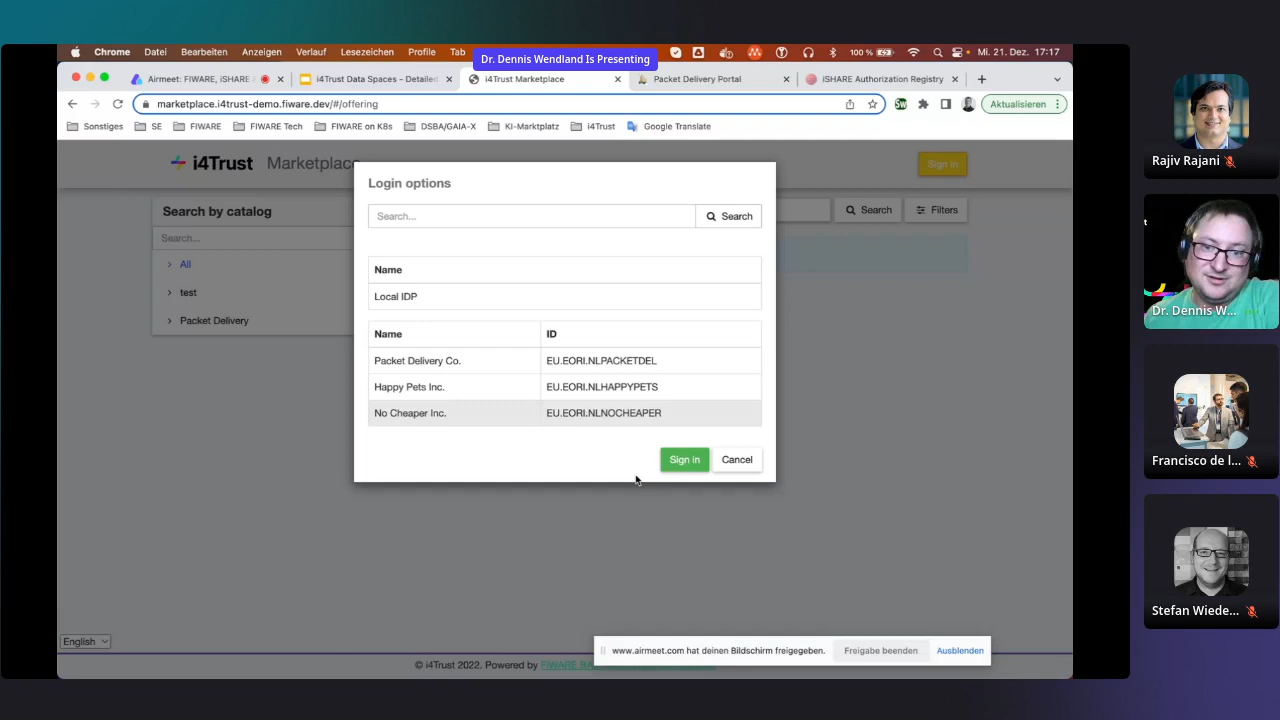 Chrome Datei Bearbeiten Anzeigen Verlauf Lesezeichen Profile Tab
Dr. Dennis Wendland Is Presenting
100 % Mi. 21. Dez. 17:17
Airmeet: FIWARE, iSHARE
i4Trust Data Spaces – Detailed
i4Trust Marketplace
Packet Delivery Portal
iSHARE Authorization Registry
marketplace.i4trust-demo.fiware.dev/#/offering
Aktualisieren
Sonstiges SE FIWARE FIWARE Tech FIWARE on K8s DSBA/GAIA-X KI-Marktplatz i4Trust Google Translate
i4Trust Marketplace
Sign in
Search by catalog
Search...
All
test
Packet Delivery
Search Filters
Login options
Search... Search
Name
Local IDP
Name ID
Packet Delivery Co. EU.EORI.NLPACKETDEL
Happy Pets Inc. EU.EORI.NLHAPPYPETS
No Cheaper Inc. EU.EORI.NLNOCHEAPER
Sign in Cancel
English
www.airmeet.com hat deinen Bildschirm freigegeben. Freigabe beenden Ausblenden
© i4Trust 2022. Powered by FIWARE
Rajiv Rajani
Dr. Dennis W...
Francisco de l...
Stefan Wiede...